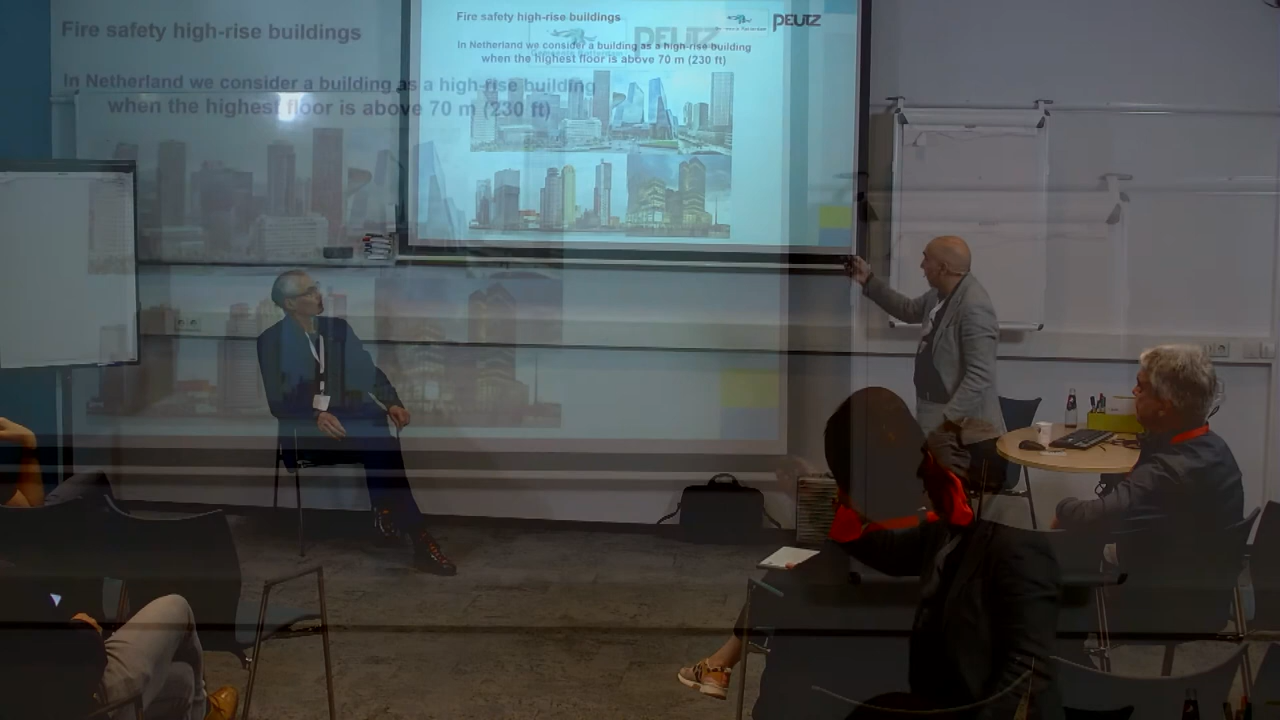 Fire safety high-rise buildings
In Netherland we consider a building as a high-rise building
when the highest floor is above 70 m (230 ft)
Fire safety high-rise buildings
PEUTZ
PEUTZ
In Netherland we consider a building as a high-rise building
when the highest floor is above 70 m (230 ft)